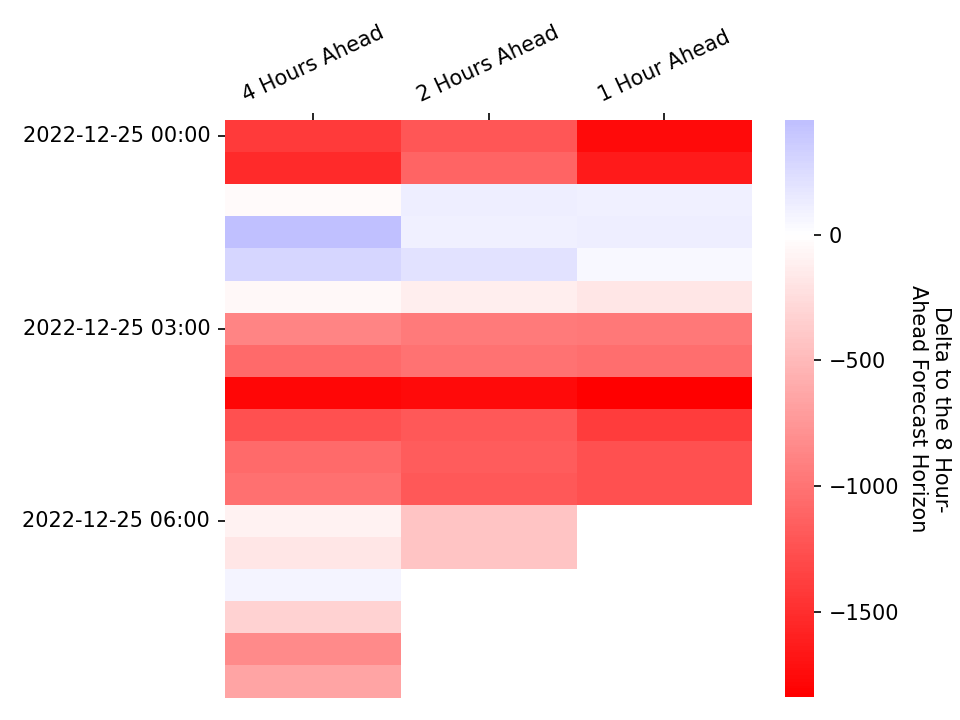 4 Hours Ahead
2 Hours Ahead
1 Hour Ahead
2022-12-25 00:00
2022-12-25 03:00
2022-12-25 06:00
0
−500
−1000
−1500
Delta to the 8 Hour-
Ahead Forecast Horizon